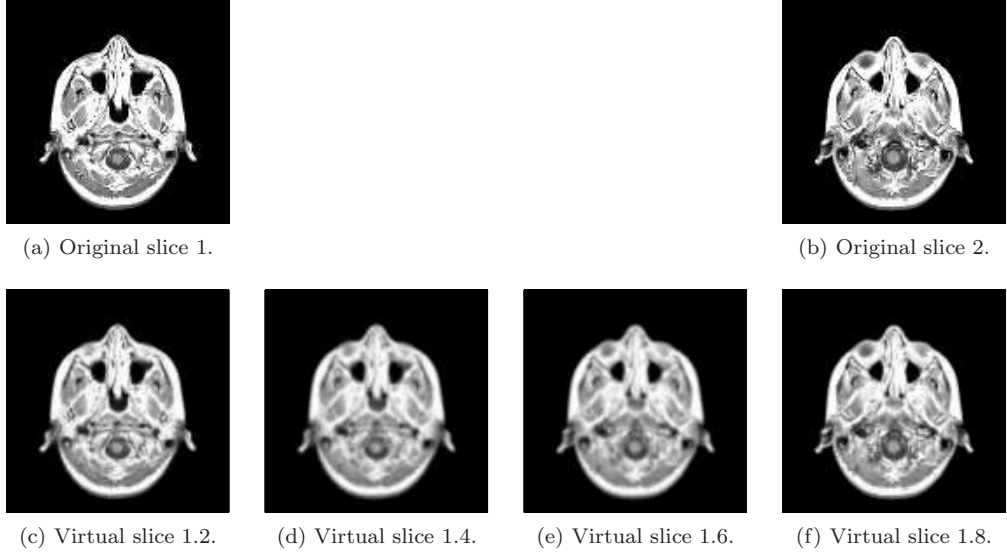 (a) Original slice 1.
(b) Original slice 2.
(c) Virtual slice 1.2.
(d) Virtual slice 1.4.
(e) Virtual slice 1.6.
(f) Virtual slice 1.8.